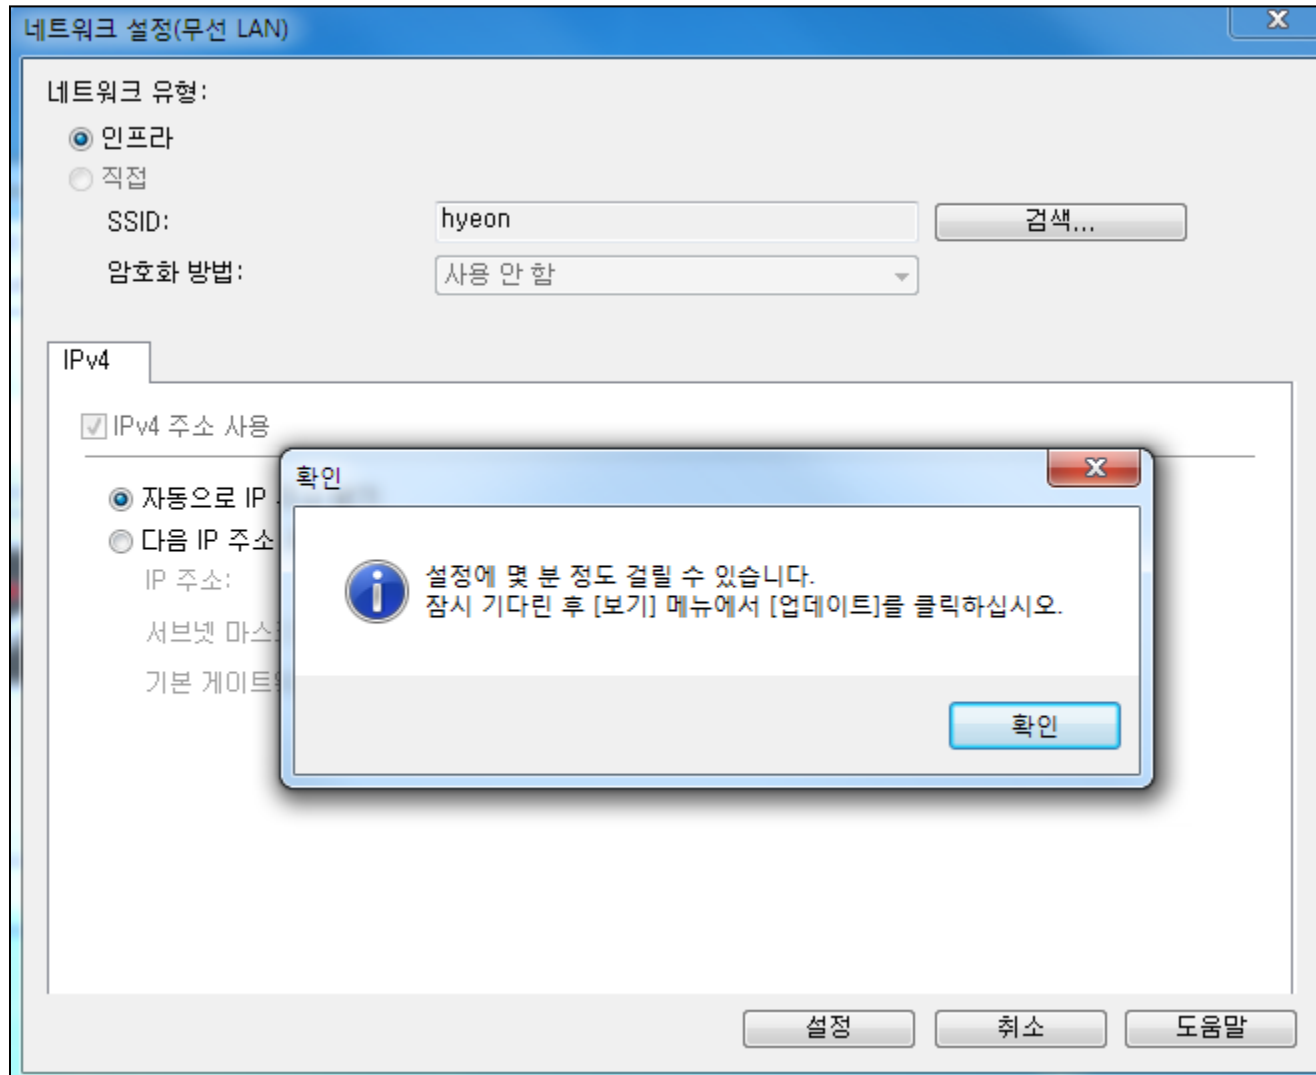 네트워크 설정(무선 LAN)
네트워크 유형:
인프라
직접
SSID: hyeon 검색...
암호화 방법: 사용 안 함
IPv4
IPv4 주소 사용
자동으로 IP
다음 IP 주소
IP 주소:
서브넷
기본
확인
설정에 몇 분 정도 걸릴 수 있습니다.
잠시 기다린 후 [보기] 메뉴에서 [업데이트]를 클릭하십시오.
확인
설정 취소 도움말